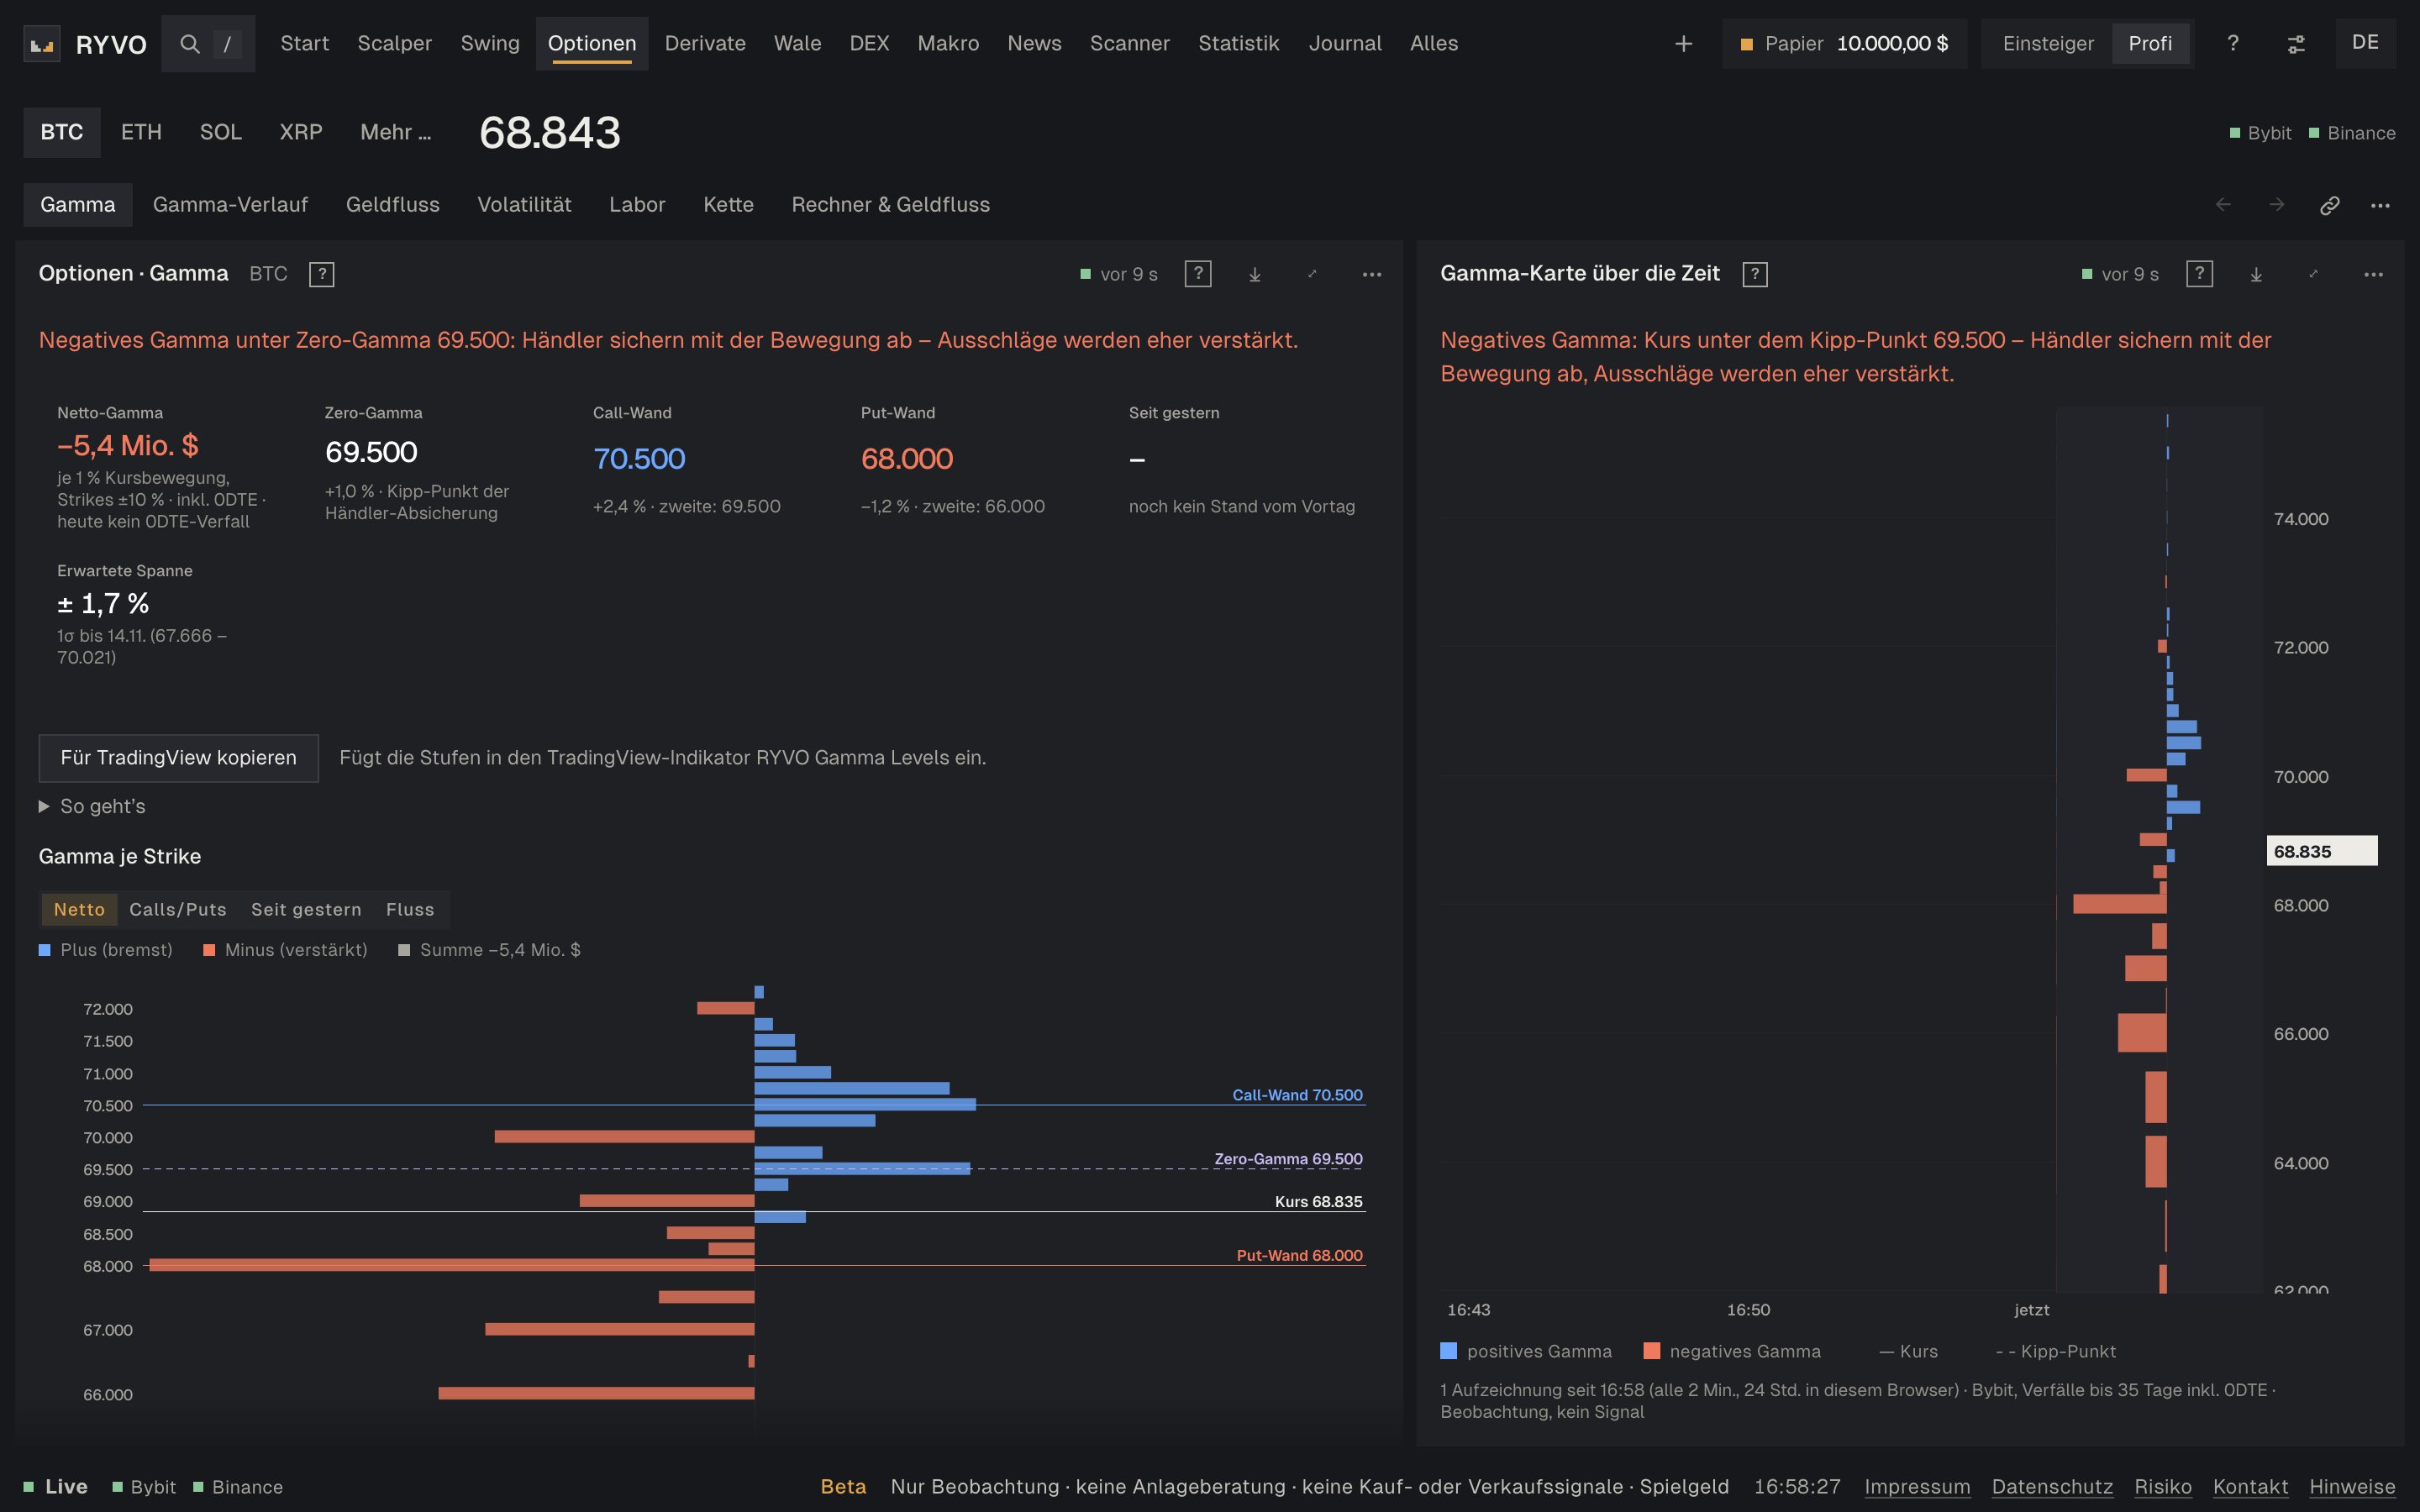 RYVO / Start Scalper Swing Optionen Derivate Wale DEX Makro News Scanner Statistik Journal Alles + Papier 10.000,00 $ Einsteiger Profi ? DE
BTC ETH SOL XRP Mehr ... 68.843 Bybit Binance
Gamma Gamma-Verlauf Geldfluss Volatilität Labor Kette Rechner & Geldfluss
Optionen · Gamma BTC ? vor 9 s ?
Negatives Gamma unter Zero-Gamma 69.500: Händler sichern mit der Bewegung ab – Ausschläge werden eher verstärkt.
Netto-Gamma
–5,4 Mio. $
je 1 % Kursbewegung,
Strikes ±10 % · inkl. 0DTE ·
heute kein 0DTE-Verfall
Zero-Gamma
69.500
+1,0 % · Kipp-Punkt der
Händler-Absicherung
Call-Wand
70.500
+2,4 % · zweite: 69.500
Put-Wand
68.000
–1,2 % · zweite: 66.000
Seit gestern
–
noch kein Stand vom Vortag
Erwartete Spanne
± 1,7 %
1σ bis 14.11. (67.666 –
70.021)
Für TradingView kopieren Fügt die Stufen in den TradingView-Indikator RYVO Gamma Levels ein.
▶ So geht’s
Gamma je Strike
Netto Calls/Puts Seit gestern Fluss
Plus (bremst) Minus (verstärkt) Summe –5,4 Mio. $
72.000
71.500
71.000
Call-Wand 70.500
70.500
70.000
Zero-Gamma 69.500
69.500
69.000 Kurs 68.835
68.500
Put-Wand 68.000
68.000
67.000
66.000
Gamma-Karte über die Zeit ? vor 9 s ?
Negatives Gamma: Kurs unter dem Kipp-Punkt 69.500 – Händler sichern mit der
Bewegung ab, Ausschläge werden eher verstärkt.
74.000
72.000
70.000
68.835
68.000
66.000
64.000
62.000
16:43 16:50 jetzt
positives Gamma negatives Gamma — Kurs - - Kipp-Punkt
1 Aufzeichnung seit 16:58 (alle 2 Min., 24 Std. in diesem Browser) · Bybit, Verfälle bis 35 Tage inkl. 0DTE ·
Beobachtung, kein Signal
Live Bybit Binance Beta Nur Beobachtung · keine Anlageberatung · keine Kauf- oder Verkaufssignale · Spielgeld 16:58:27 Impressum Datenschutz Risiko Kontakt Hinweise